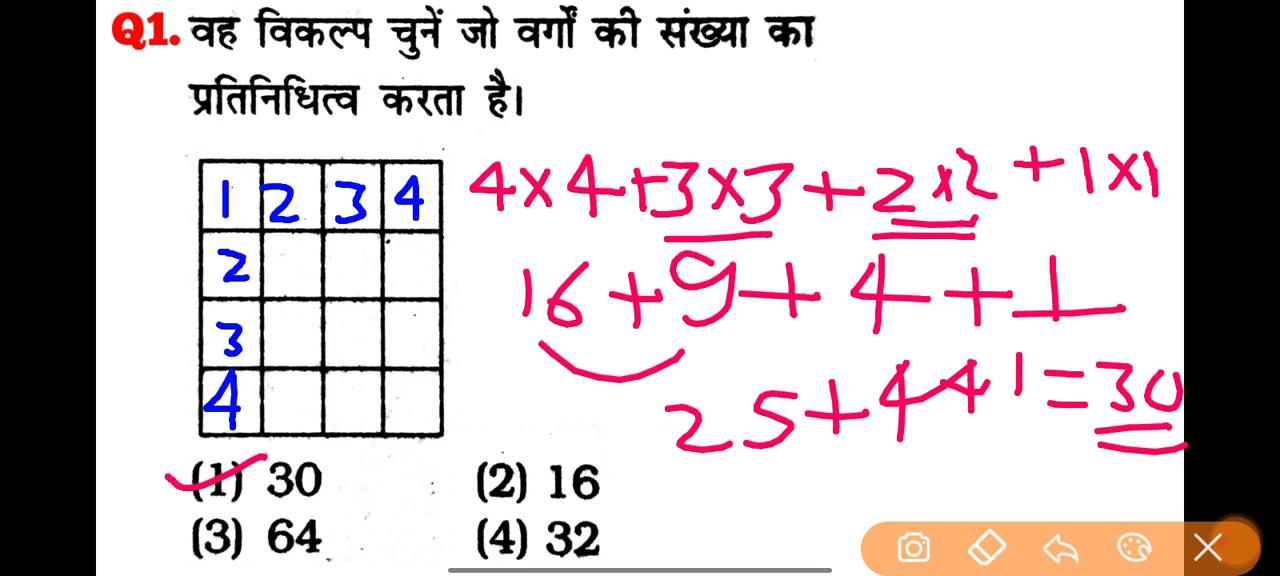 Q1. वह विकल्प चुनें जो वर्गों की संख्या का
प्रतिनिधित्व करता है।
1 2 3 4
2
3
4
4×4+3×3+2×2+1×1
16+9+4+1
25+4+1=30
(1) 30 (2) 16
(3) 64 (4) 32